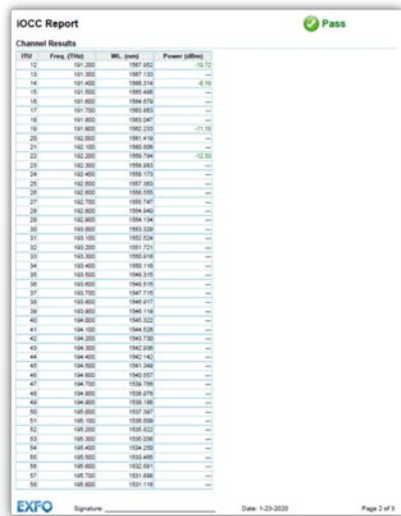 iOCC Report
Pass
Channel Results
ITU Freq. (THz) WL. (nm) Power (dBm)
12 191.200 1567.952
13 191.300 1567.133 ---
14 191.400 1566.314
15 191.500 1565.496 ---
16 191.600 1564.679 ---
17 191.700 1563.863 ---
18 191.800 1563.047 ---
19 191.900 1562.233 -11.18
20 192.000 1561.419 ---
21 192.100 1560.606 ---
22 192.200 1559.794
23 192.300 1558.983 ---
24 192.400 1558.173 ---
25 192.500 1557.363 ---
26 192.600 1556.555 ---
27 192.700 1555.747 ---
28 192.800 1554.940 ---
29 192.900 1554.134 ---
30 193.000 1553.329 ---
31 193.100 1552.524 ---
32 193.200 1551.721 ---
33 193.300 1550.918 ---
34 193.400 1550.116 ---
35 193.500 1549.315 ---
36 193.600 1548.515 ---
37 193.700 1547.715 ---
38 193.800 1546.917 ---
39 193.900 1546.119 ---
40 194.000 1545.322 ---
41 194.100 1544.526 ---
42 194.200 1543.730 ---
43 194.300 1542.936 ---
44 194.400 1542.142 ---
45 194.500 1541.349 ---
46 194.600 1540.557 ---
47 194.700 1539.766 ---
48 194.800 1538.976 ---
49 194.900 1538.186 ---
50 195.000 1537.397 ---
51 195.100 1536.609 ---
52 195.200 1535.822 ---
53 195.300 1535.036 ---
54 195.400 1534.250 ---
55 195.500 1533.465 ---
56 195.600 1532.681 ---
57 195.700 1531.898 ---
58 195.800 1531.116 ---
EXFO Signature: Date: 1-23-2020 Page 2 of 3